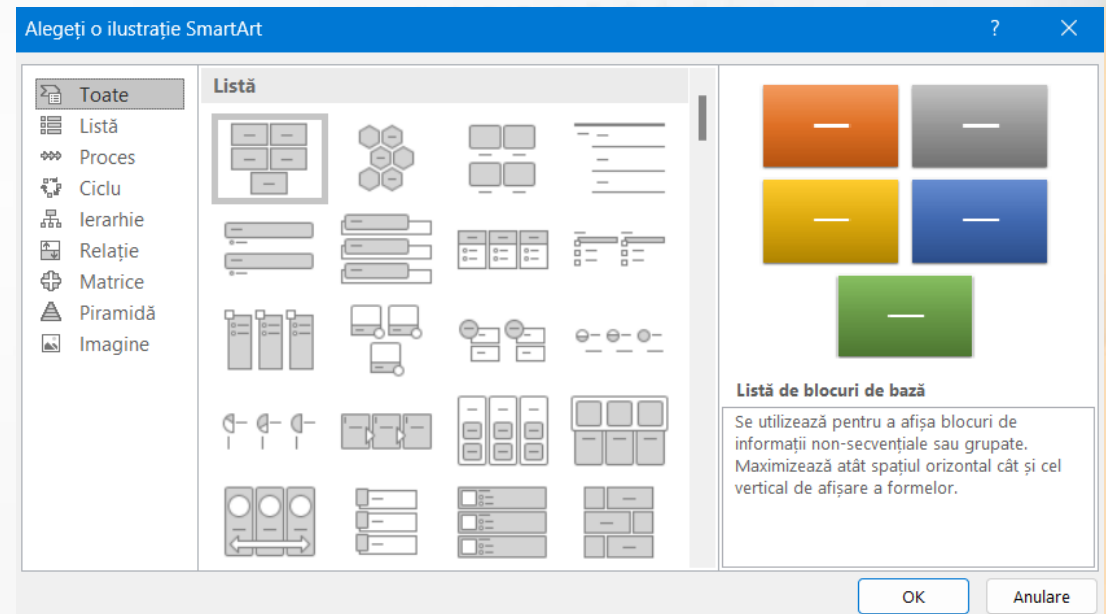 Alegeți o ilustrație SmartArt
?
Toate
Listă
Proces
Ciclu
Ierarhie
Relație
Matrice
Piramidă
Imagine
Listă
Listă de blocuri de bază
Se utilizează pentru a afișa blocuri de
informații non-secvențiale sau grupate.
Maximizează atât spațiul orizontal cât și cel
vertical de afișare a formelor.
OK
Anulare